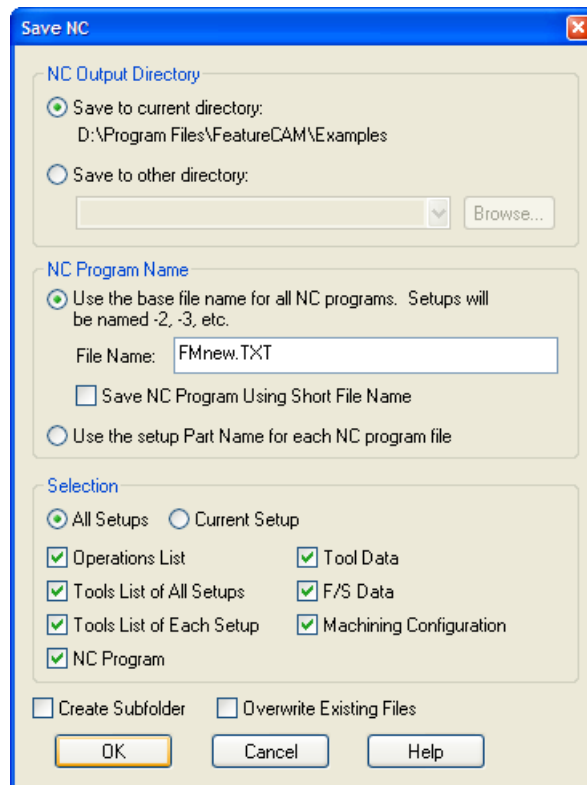 Save NC
NC Output Directory
Save to current directory:
D:\Program Files\FeatureCAM\Examples
Save to other directory:
Browse...
NC Program Name
Use the base file name for all NC programs. Setups will
be named -2, -3, etc.
File Name: FMnew.TXT
Save NC Program Using Short File Name
Use the setup Part Name for each NC program file
Selection
All Setups Current Setup
Operations List Tool Data
Tools List of All Setups F/S Data
Tools List of Each Setup Machining Configuration
NC Program
Create Subfolder Overwrite Existing Files
OK Cancel Help